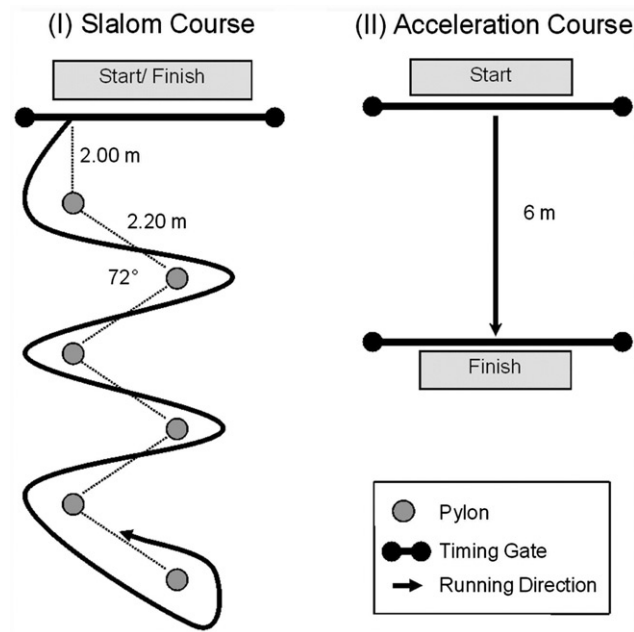 (I) Slalom Course
Start/ Finish
2.00 m
2.20 m
72°
(II) Acceleration Course
Start
6 m
Finish
Pylon
Timing Gate
Running Direction